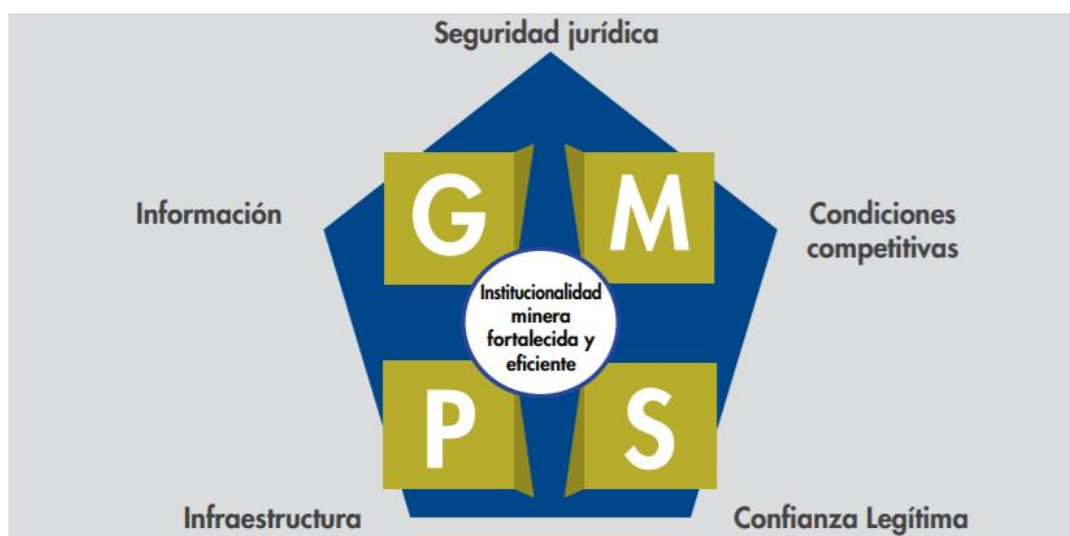 Seguridad jurídica
Información
G
M
Condiciones
competitivas
Institucionalidad
minera
fortalecida y
eficiente
P
S
Infraestructura
Confianza Legítima